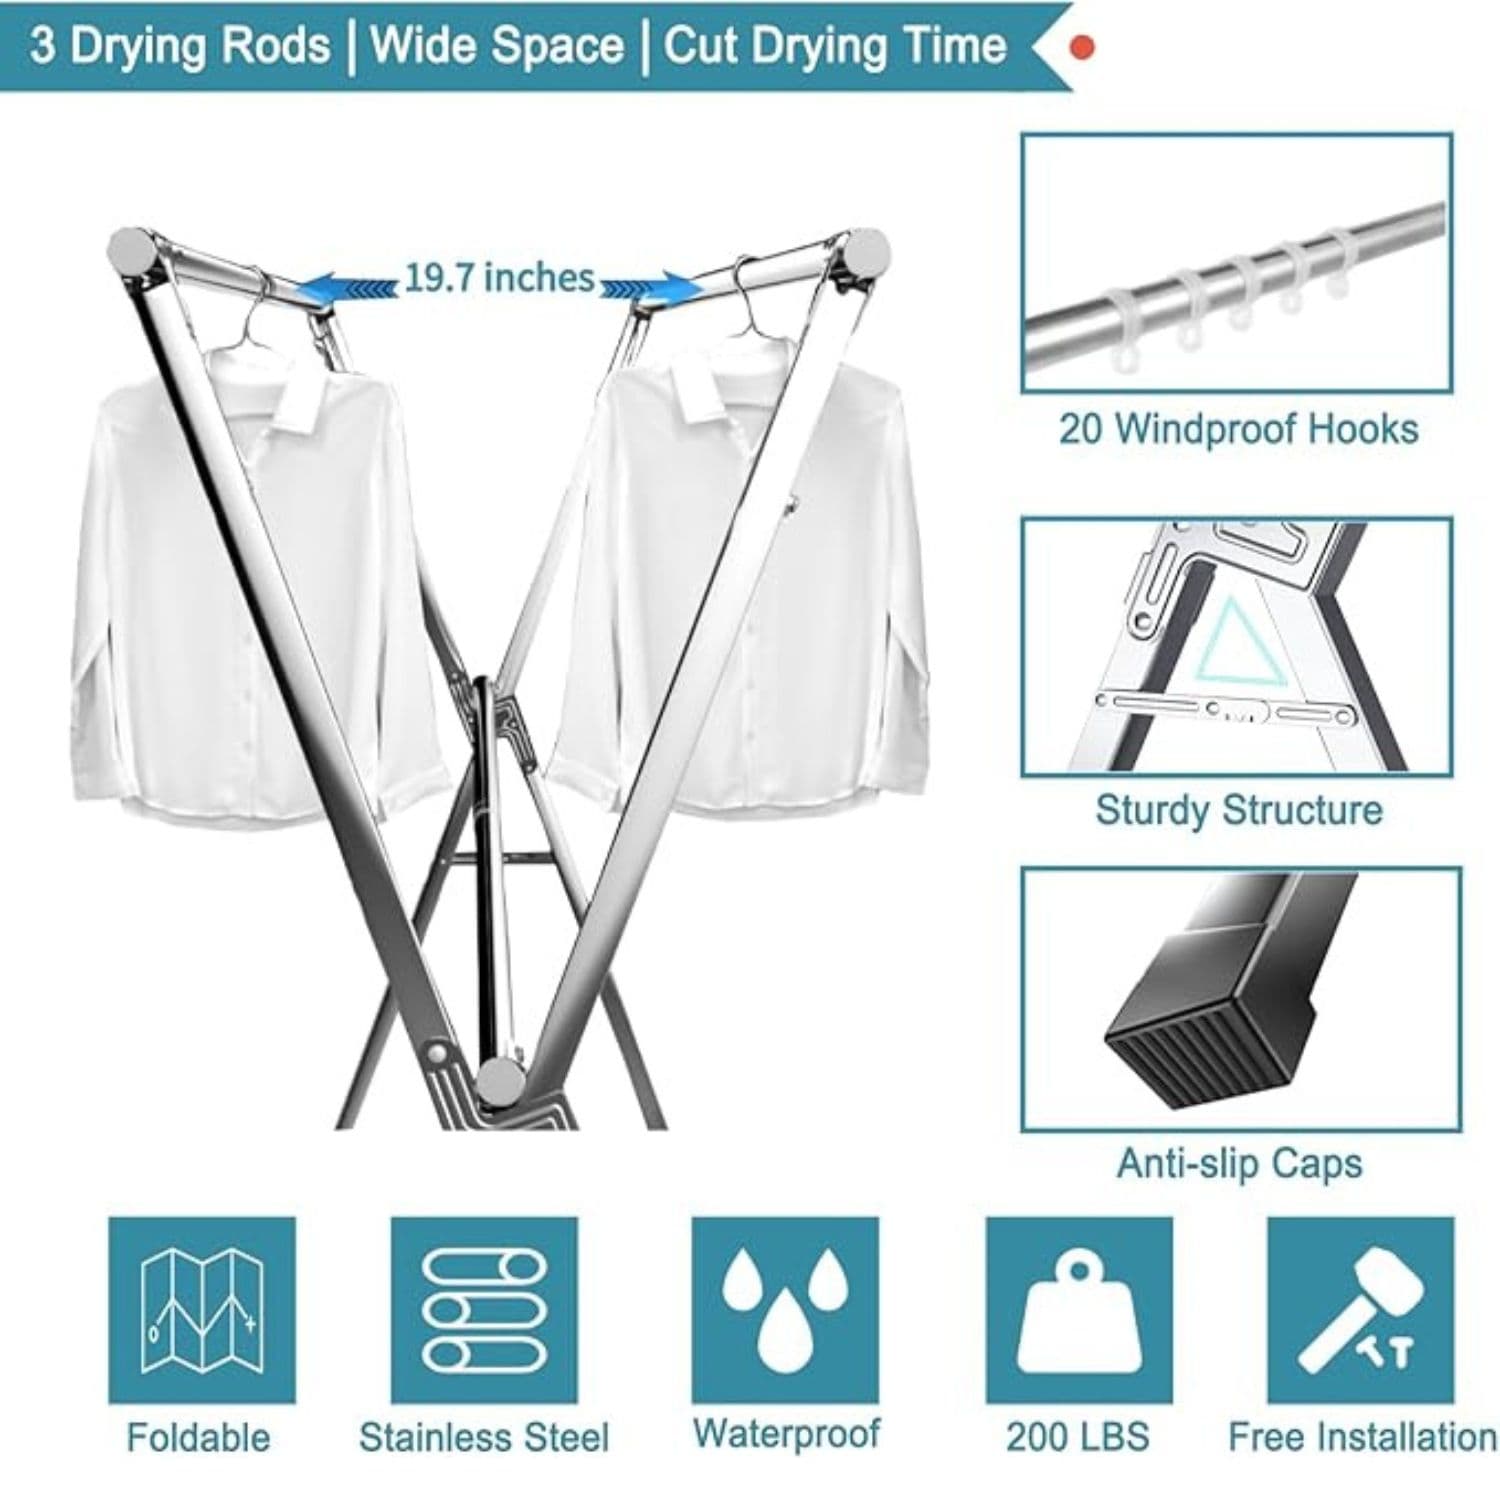 3 Drying Rods | Wide Space | Cut Drying Time
19.7 inches
20 Windproof Hooks
Sturdy Structure
Anti-slip Caps
Foldable
Stainless Steel
Waterproof
200 LBS
Free Installation